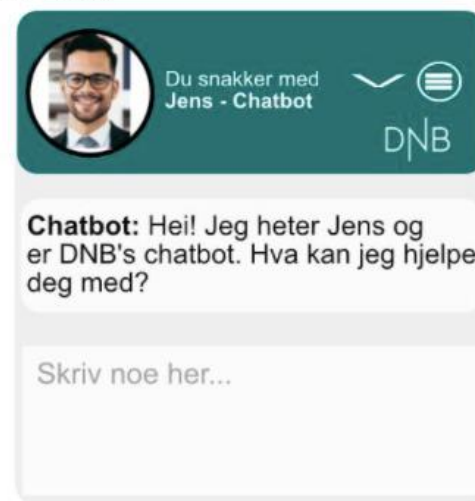 Du snakker med
Jens - Chatbot
DNB
Chatbot: Hei! Jeg heter Jens og
er DNB's chatbot. Hva kan jeg hjelpe
deg med?
Skriv noe her...